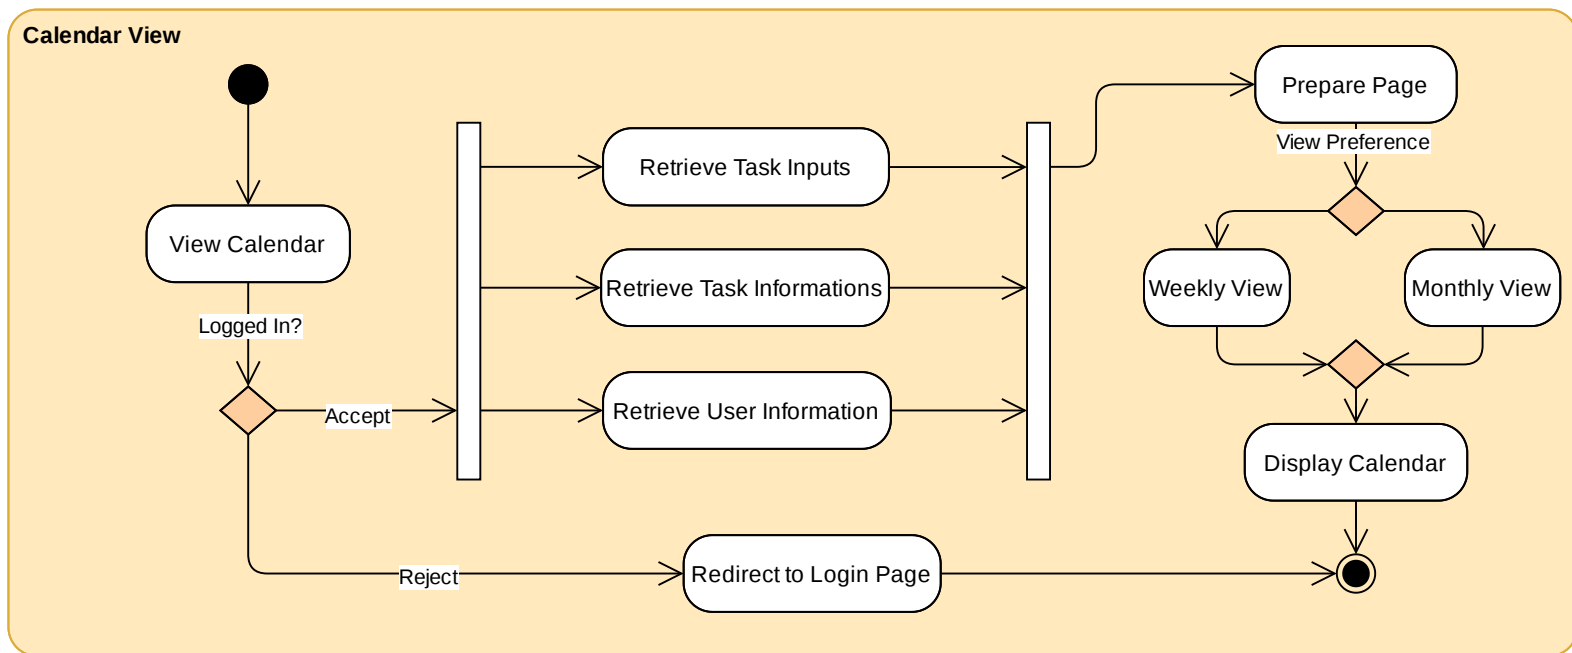 Calendar View
Prepare Page
View Preference
Retrieve Task Inputs
View Calendar
Retrieve Task Informations
Weekly View
Monthly View
Logged In?
Accept
Retrieve User Information
Display Calendar
Reject
Redirect to Login Page